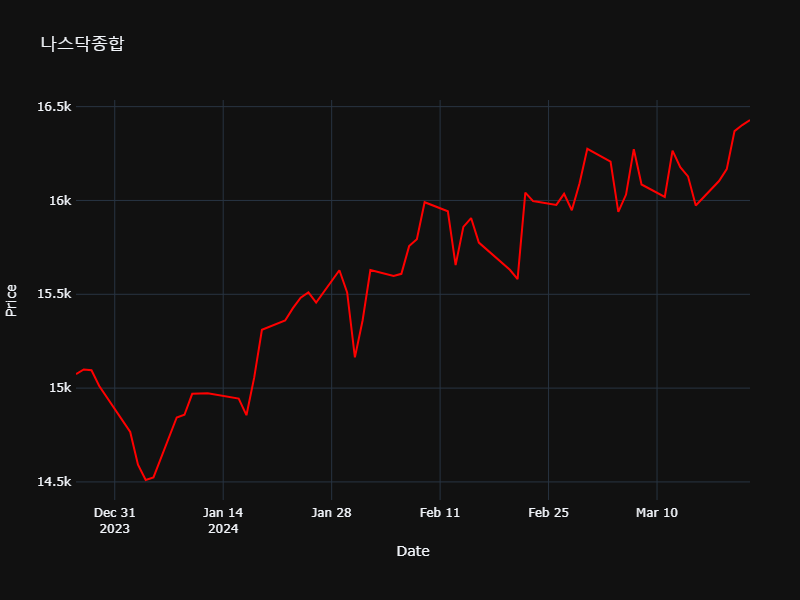 나스닥종합
16.5k
16k
15.5k
15k
14.5k
Price
Dec 31
2023
Jan 14
2024
Jan 28
Feb 11
Feb 25
Mar 10
Date